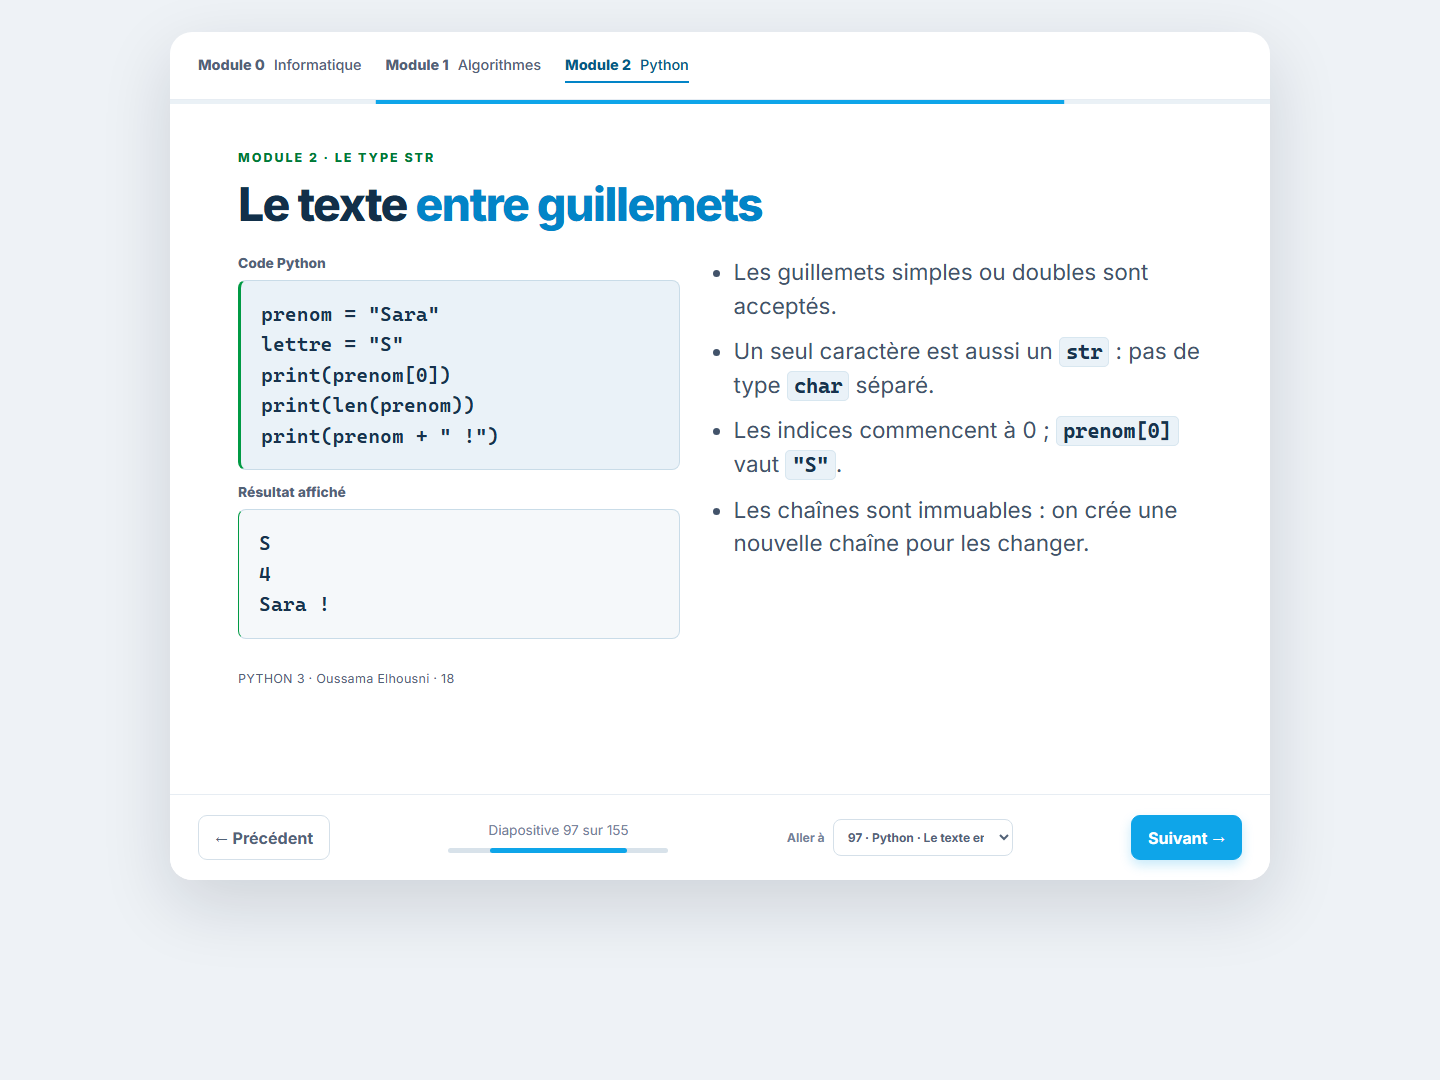 Module 0 Informatique Module 1 Algorithmes Module 2 Python
MODULE 2 · LE TYPE STR
Le texte entre guillemets
Code Python
prenom = "Sara"
lettre = "S"
print(prenom[0])
print(len(prenom))
print(prenom + " !")
Résultat affiché
S
4
Sara !
Les guillemets simples ou doubles sont
acceptés.
Un seul caractère est aussi un str : pas de
type char séparé.
Les indices commencent à 0 ; prenom[0]
vaut "S".
Les chaînes sont immuables : on crée une
nouvelle chaîne pour les changer.
PYTHON 3 · Oussama Elhousni · 18
← Précédent
Diapositive 97 sur 155
Aller à 97 · Python · Le texte er
Suivant →